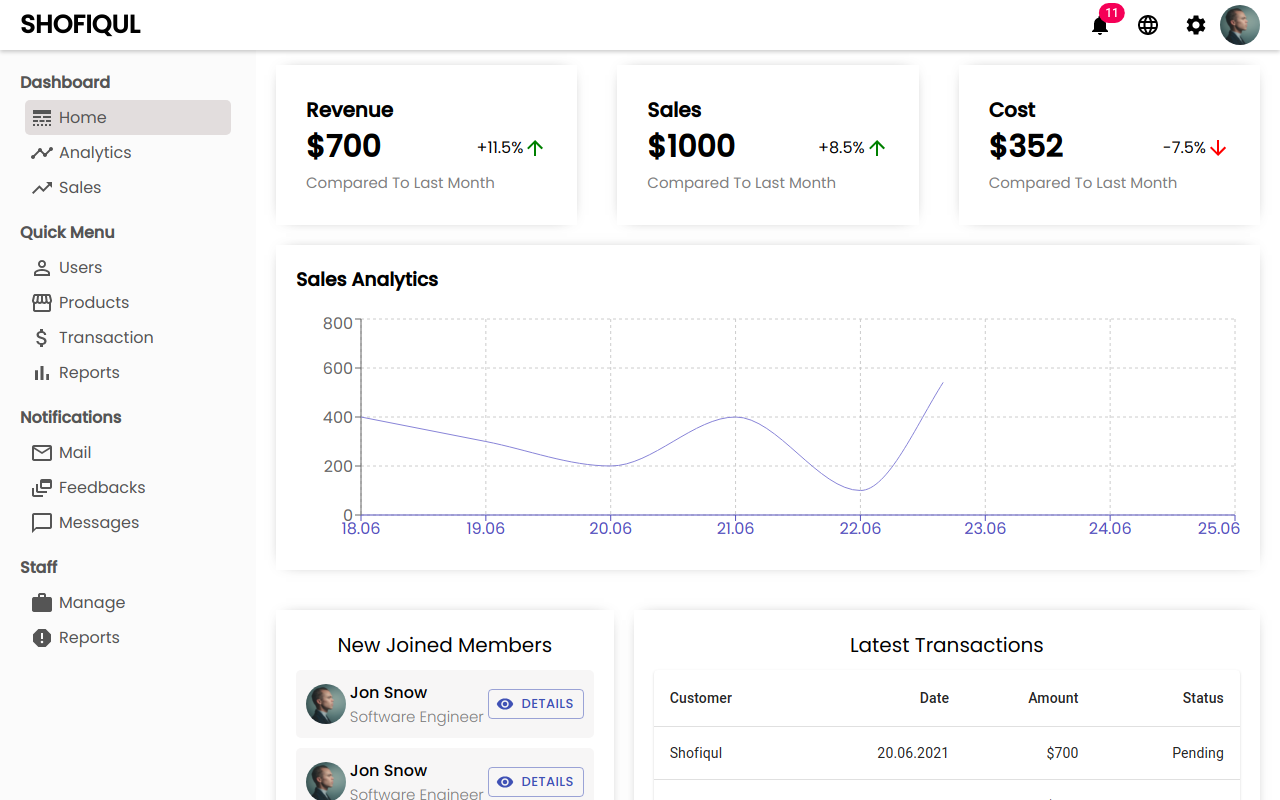 SHOFIQUL
11
Dashboard
Home
Analytics
Sales
Quick Menu
Users
Products
Transaction
Reports
Notifications
Mail
Feedbacks
Messages
Staff
Manage
Reports
Revenue
$700 +11.5%
Compared To Last Month
Sales
$1000 +8.5%
Compared To Last Month
Cost
$352 -7.5%
Compared To Last Month
Sales Analytics
800
600
400
200
0
18.06 19.06 20.06 21.06 22.06 23.06 24.06 25.06
New Joined Members
Jon Snow
Software Engineer
DETAILS
Jon Snow
Software Engineer
DETAILS
Latest Transactions
Customer Date Amount Status
Shofiqul 20.06.2021 $700 Pending